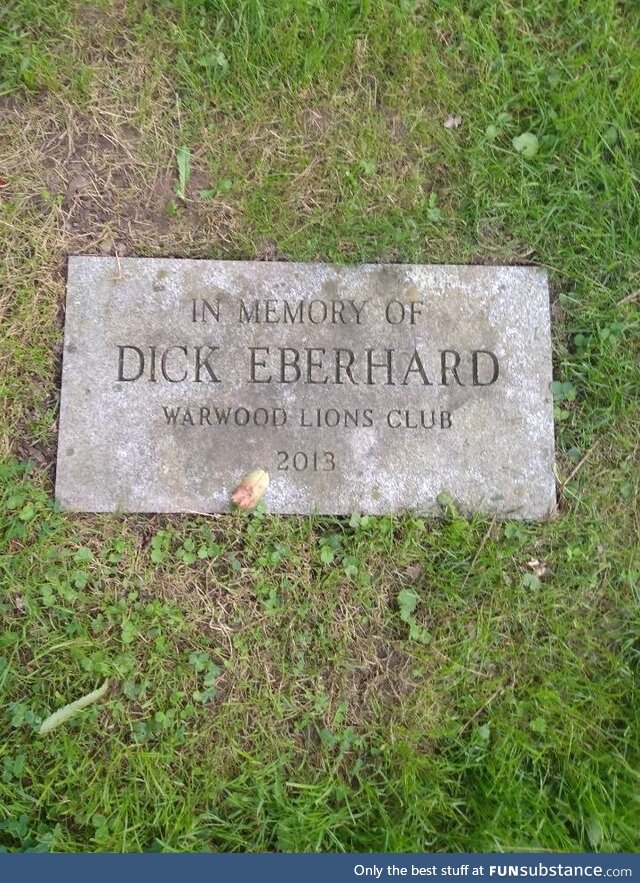 IN MEMORY OF
DICK EBERHARD
WARWOOD LIONS CLUB
2013
Only the best stuff at FUNsubstance.com